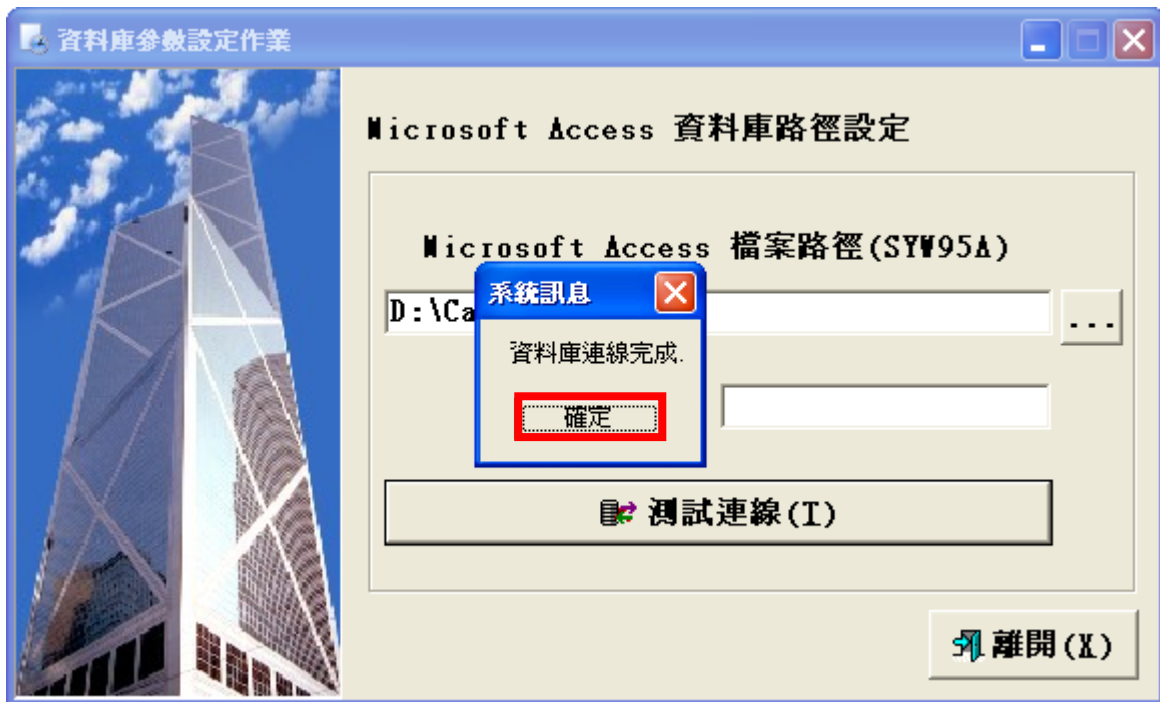 資料庫參數設定作業
Microsoft Access 資料庫路徑設定
Microsoft Access 檔案路徑(SYW95A)
D:\Ca
...
系統訊息
資料庫連線完成.
確定
測試連線(T)
離開(X)